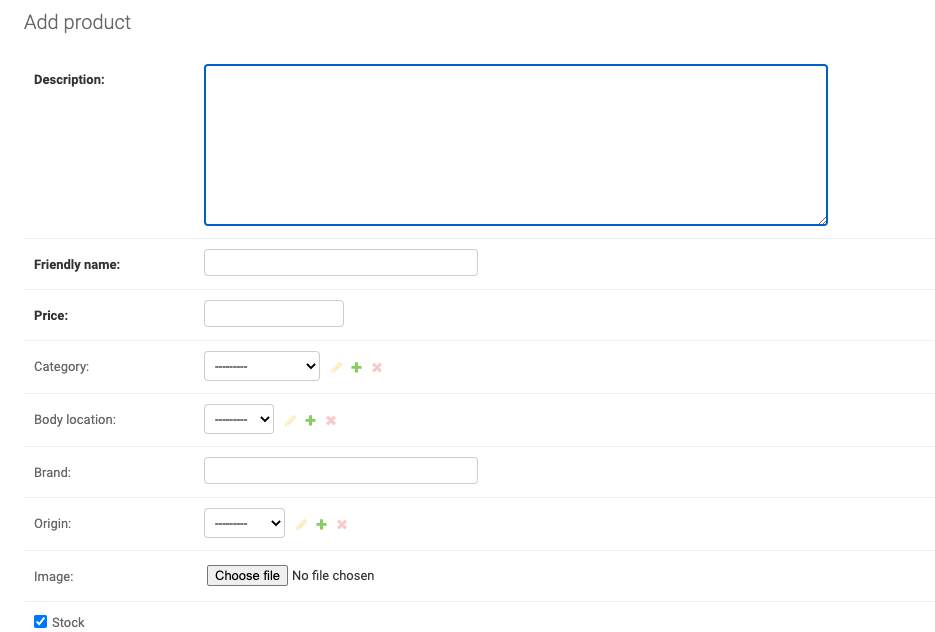 Add product
Description:
Friendly name:
Price:
Category: ---------
Body location: ---------
Brand:
Origin: ---------
Image: Choose file No file chosen
Stock